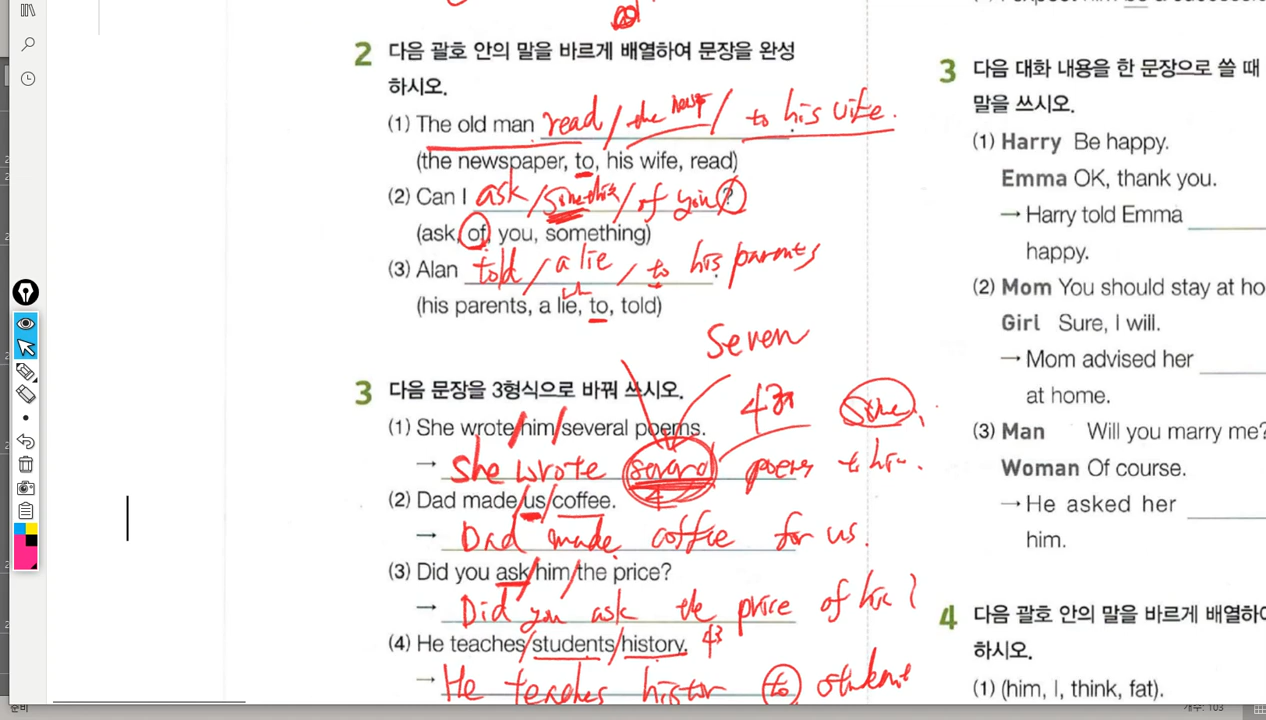 2 다음 괄호 안의 말을 바르게 배열하여 문장을 완성
하시오.
(1) The old man read / the news / to his wife.
(the newspaper, to, his wife, read)
(2) Can I ask / something / of you ?
(ask, of, you, something)
(3) Alan told / a lie / to his parents
(his parents, a lie, to, told)
Seven
3 다음 문장을 3형식으로 바꿔 쓰시오.
4형
(1) She wrote/him/several poems.
→ She wrote several poems to him.
(2) Dad made/us/coffee.
→ Dad made coffee for us.
(3) Did you ask/him/the price?
→ Did you ask the price of him ?
(4) He teaches/students/history. 4형
→ He teaches histor to student
3 다음 대화 내용을 한 문장으로 쓸 때
말을 쓰시오.
(1) Harry Be happy.
Emma OK, thank you.
→ Harry told Emma
happy.
(2) Mom You should stay at ho
Girl Sure, I will.
→ Mom advised her
at home.
(3) Man Will you marry me?
Woman Of course.
→ He asked her
him.
4 다음 괄호 안의 말을 바르게 배열하여
하시오.
(1) (him, I, think, fat).
준비
개수: 103